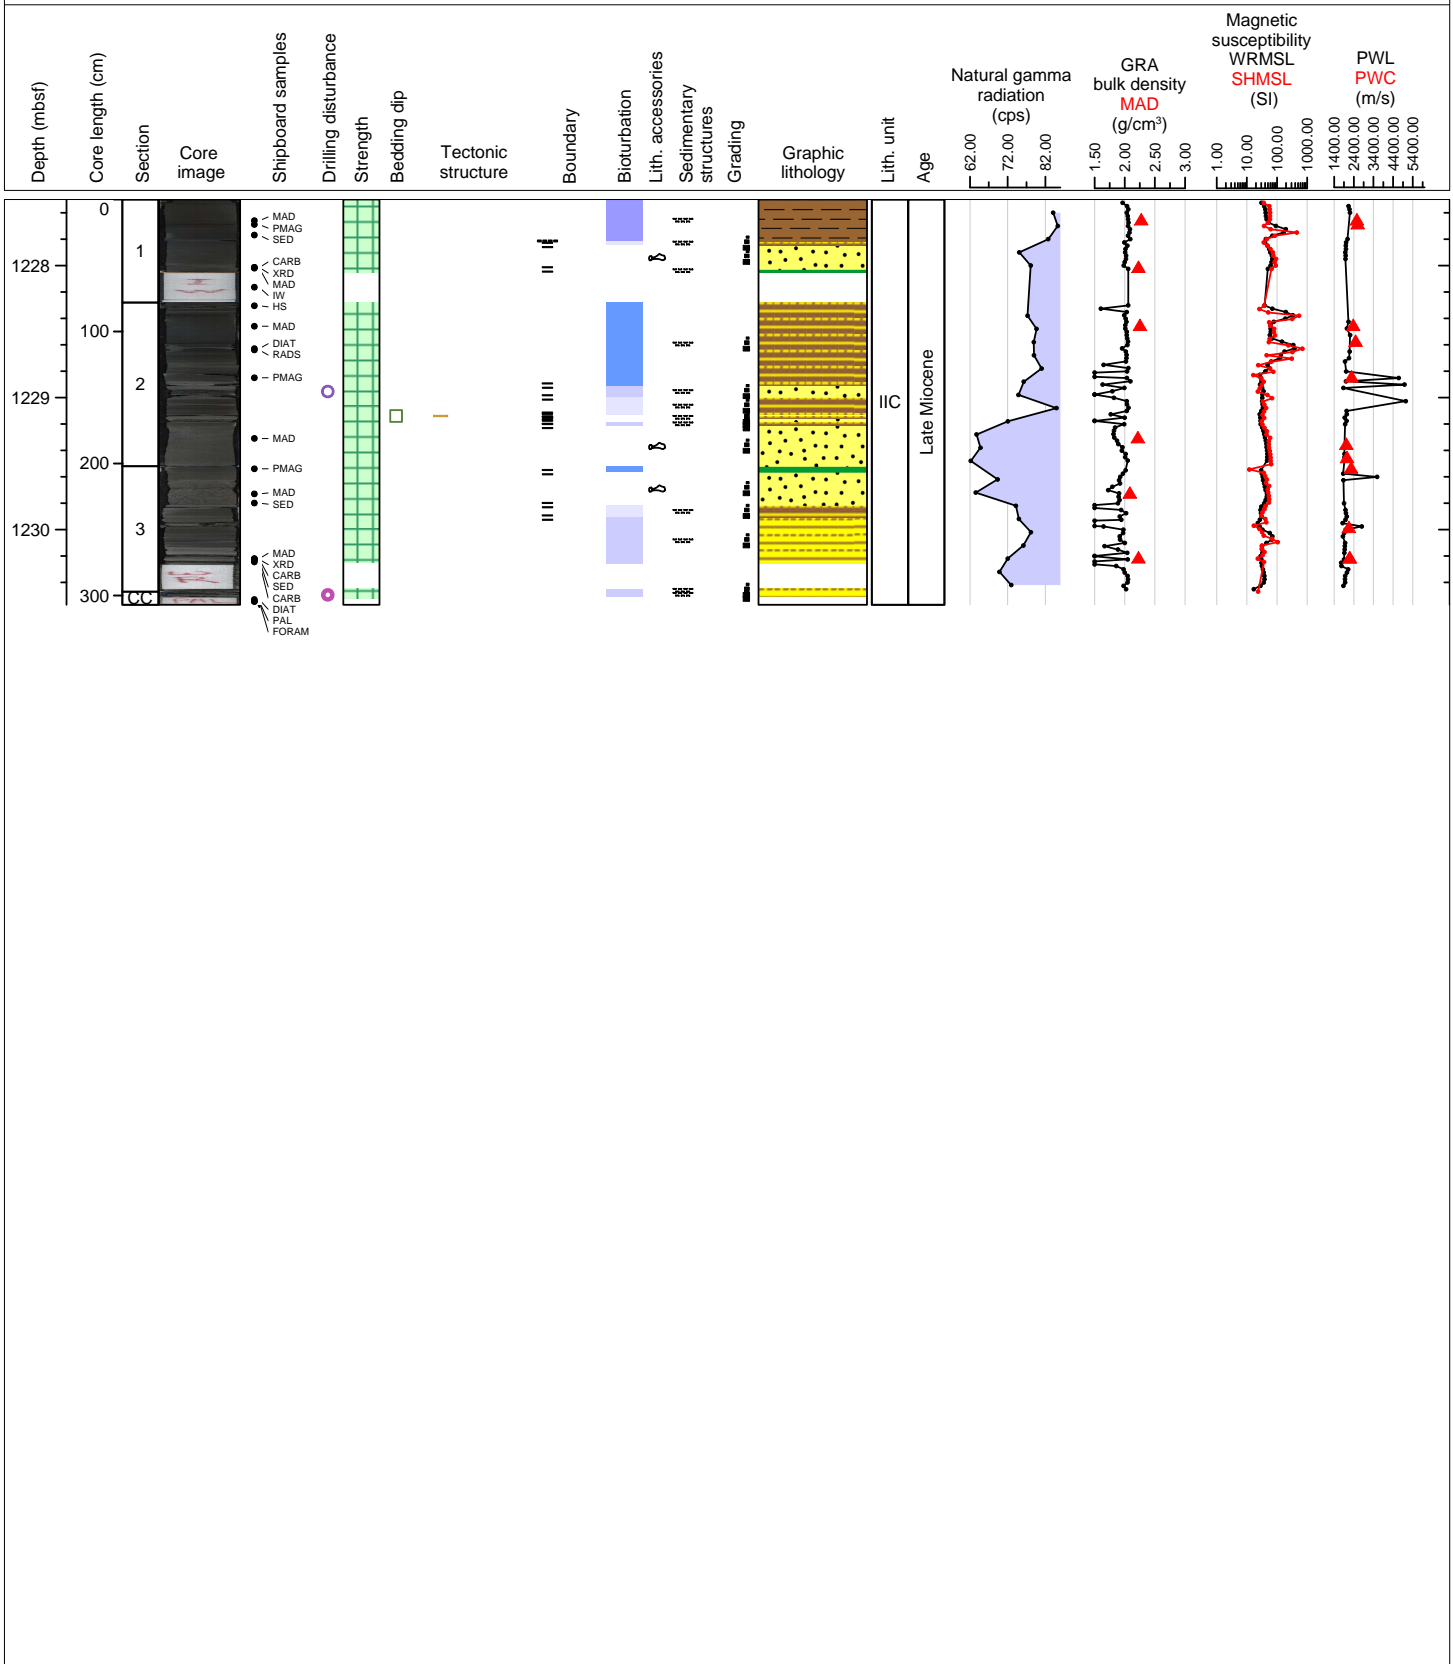 Depth (mbsf)
Core length (cm)
Section
Core
image
Shipboard samples
Drilling disturbance
Strength
Bedding dip
Tectonic
structure
Boundary
Bioturbation
Lith. accessories
Sedimentary
structures
Grading
Graphic
lithology
Lith. unit
Age
Natural gamma
radiation
(cps)
62.00
72.00
82.00
GRA
bulk density
MAD
(g/cm³)
1.50
2.00
2.50
3.00
Magnetic
susceptibility
WRMSL
SHMSL
(SI)
1.00
10.00
100.00
1000.00
PWL
PWC
(m/s)
1400.00
2400.00
3400.00
4400.00
5400.00
1228
1229
1230
0
100
200
300
1
2
3
CC
MAD
PMAG
SED
CARB
XRD
MAD
IW
HS
MAD
DIAT
RADS
PMAG
MAD
PMAG
MAD
SED
MAD
XRD
CARB
SED
CARB
DIAT
PAL
FORAM
IIC
Late Miocene